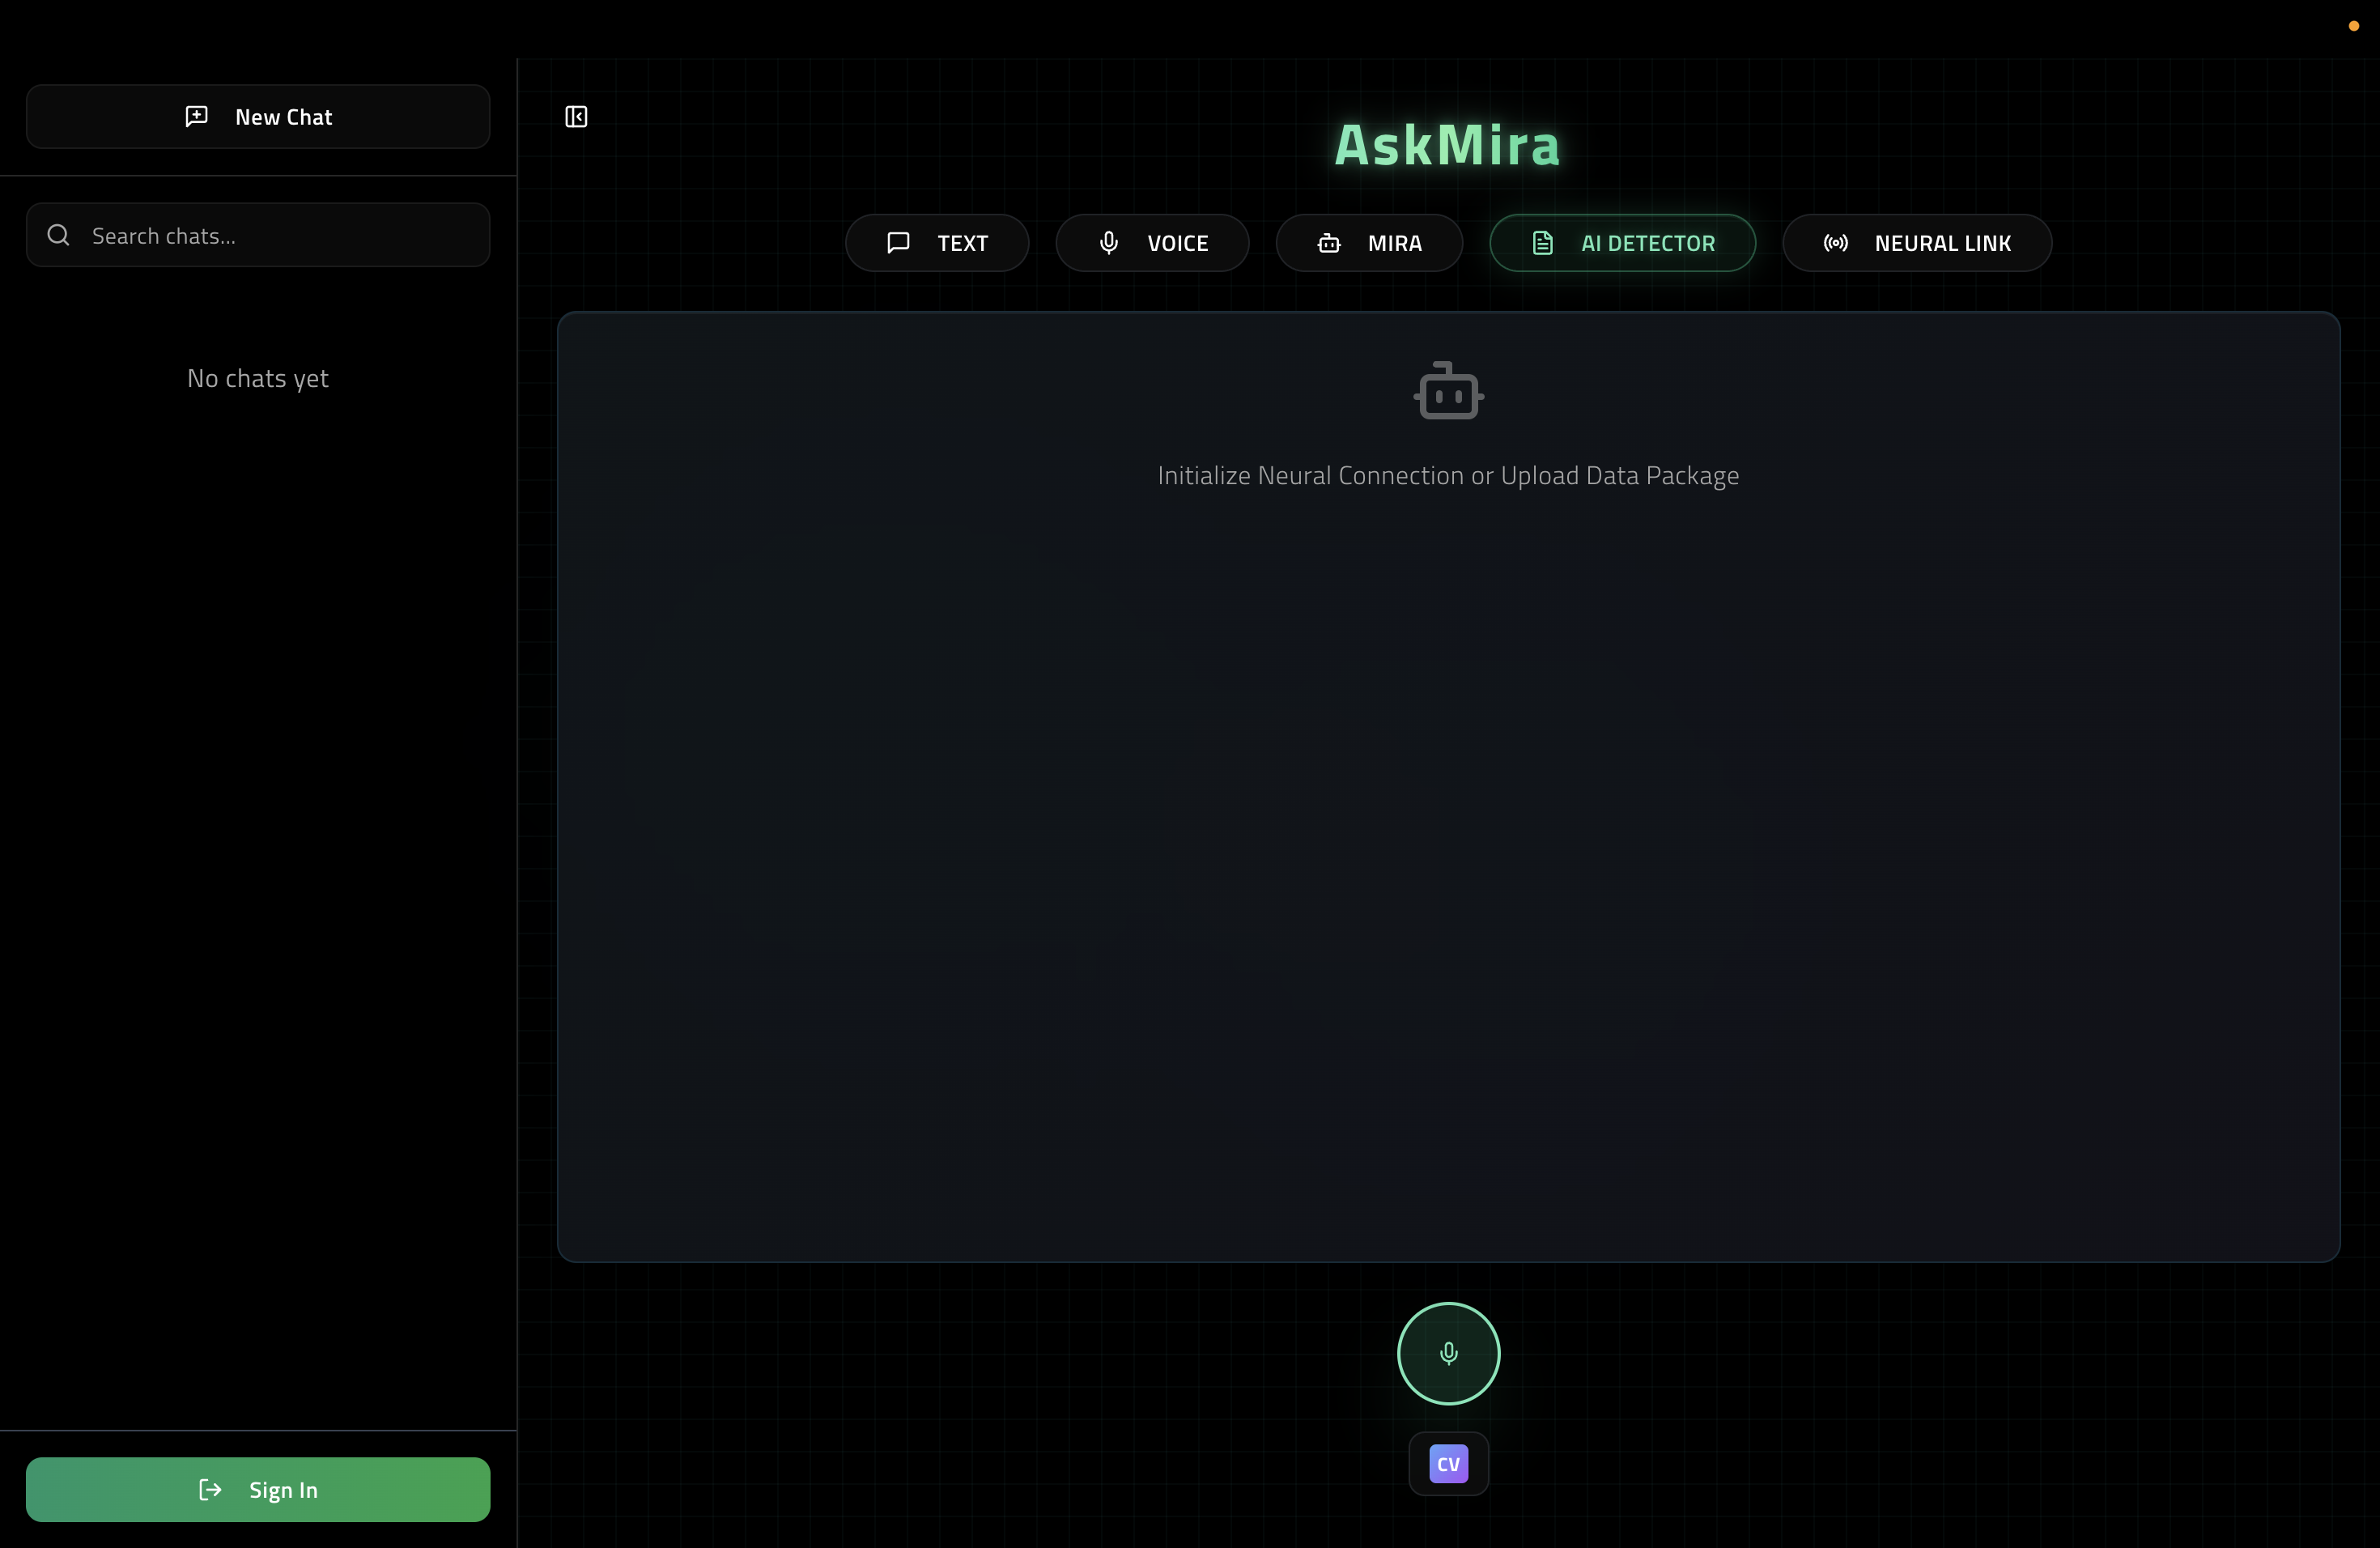 New Chat
Search chats...
No chats yet
Sign In
AskMira
TEXT
VOICE
MIRA
AI DETECTOR
NEURAL LINK
Initialize Neural Connection or Upload Data Package
CV